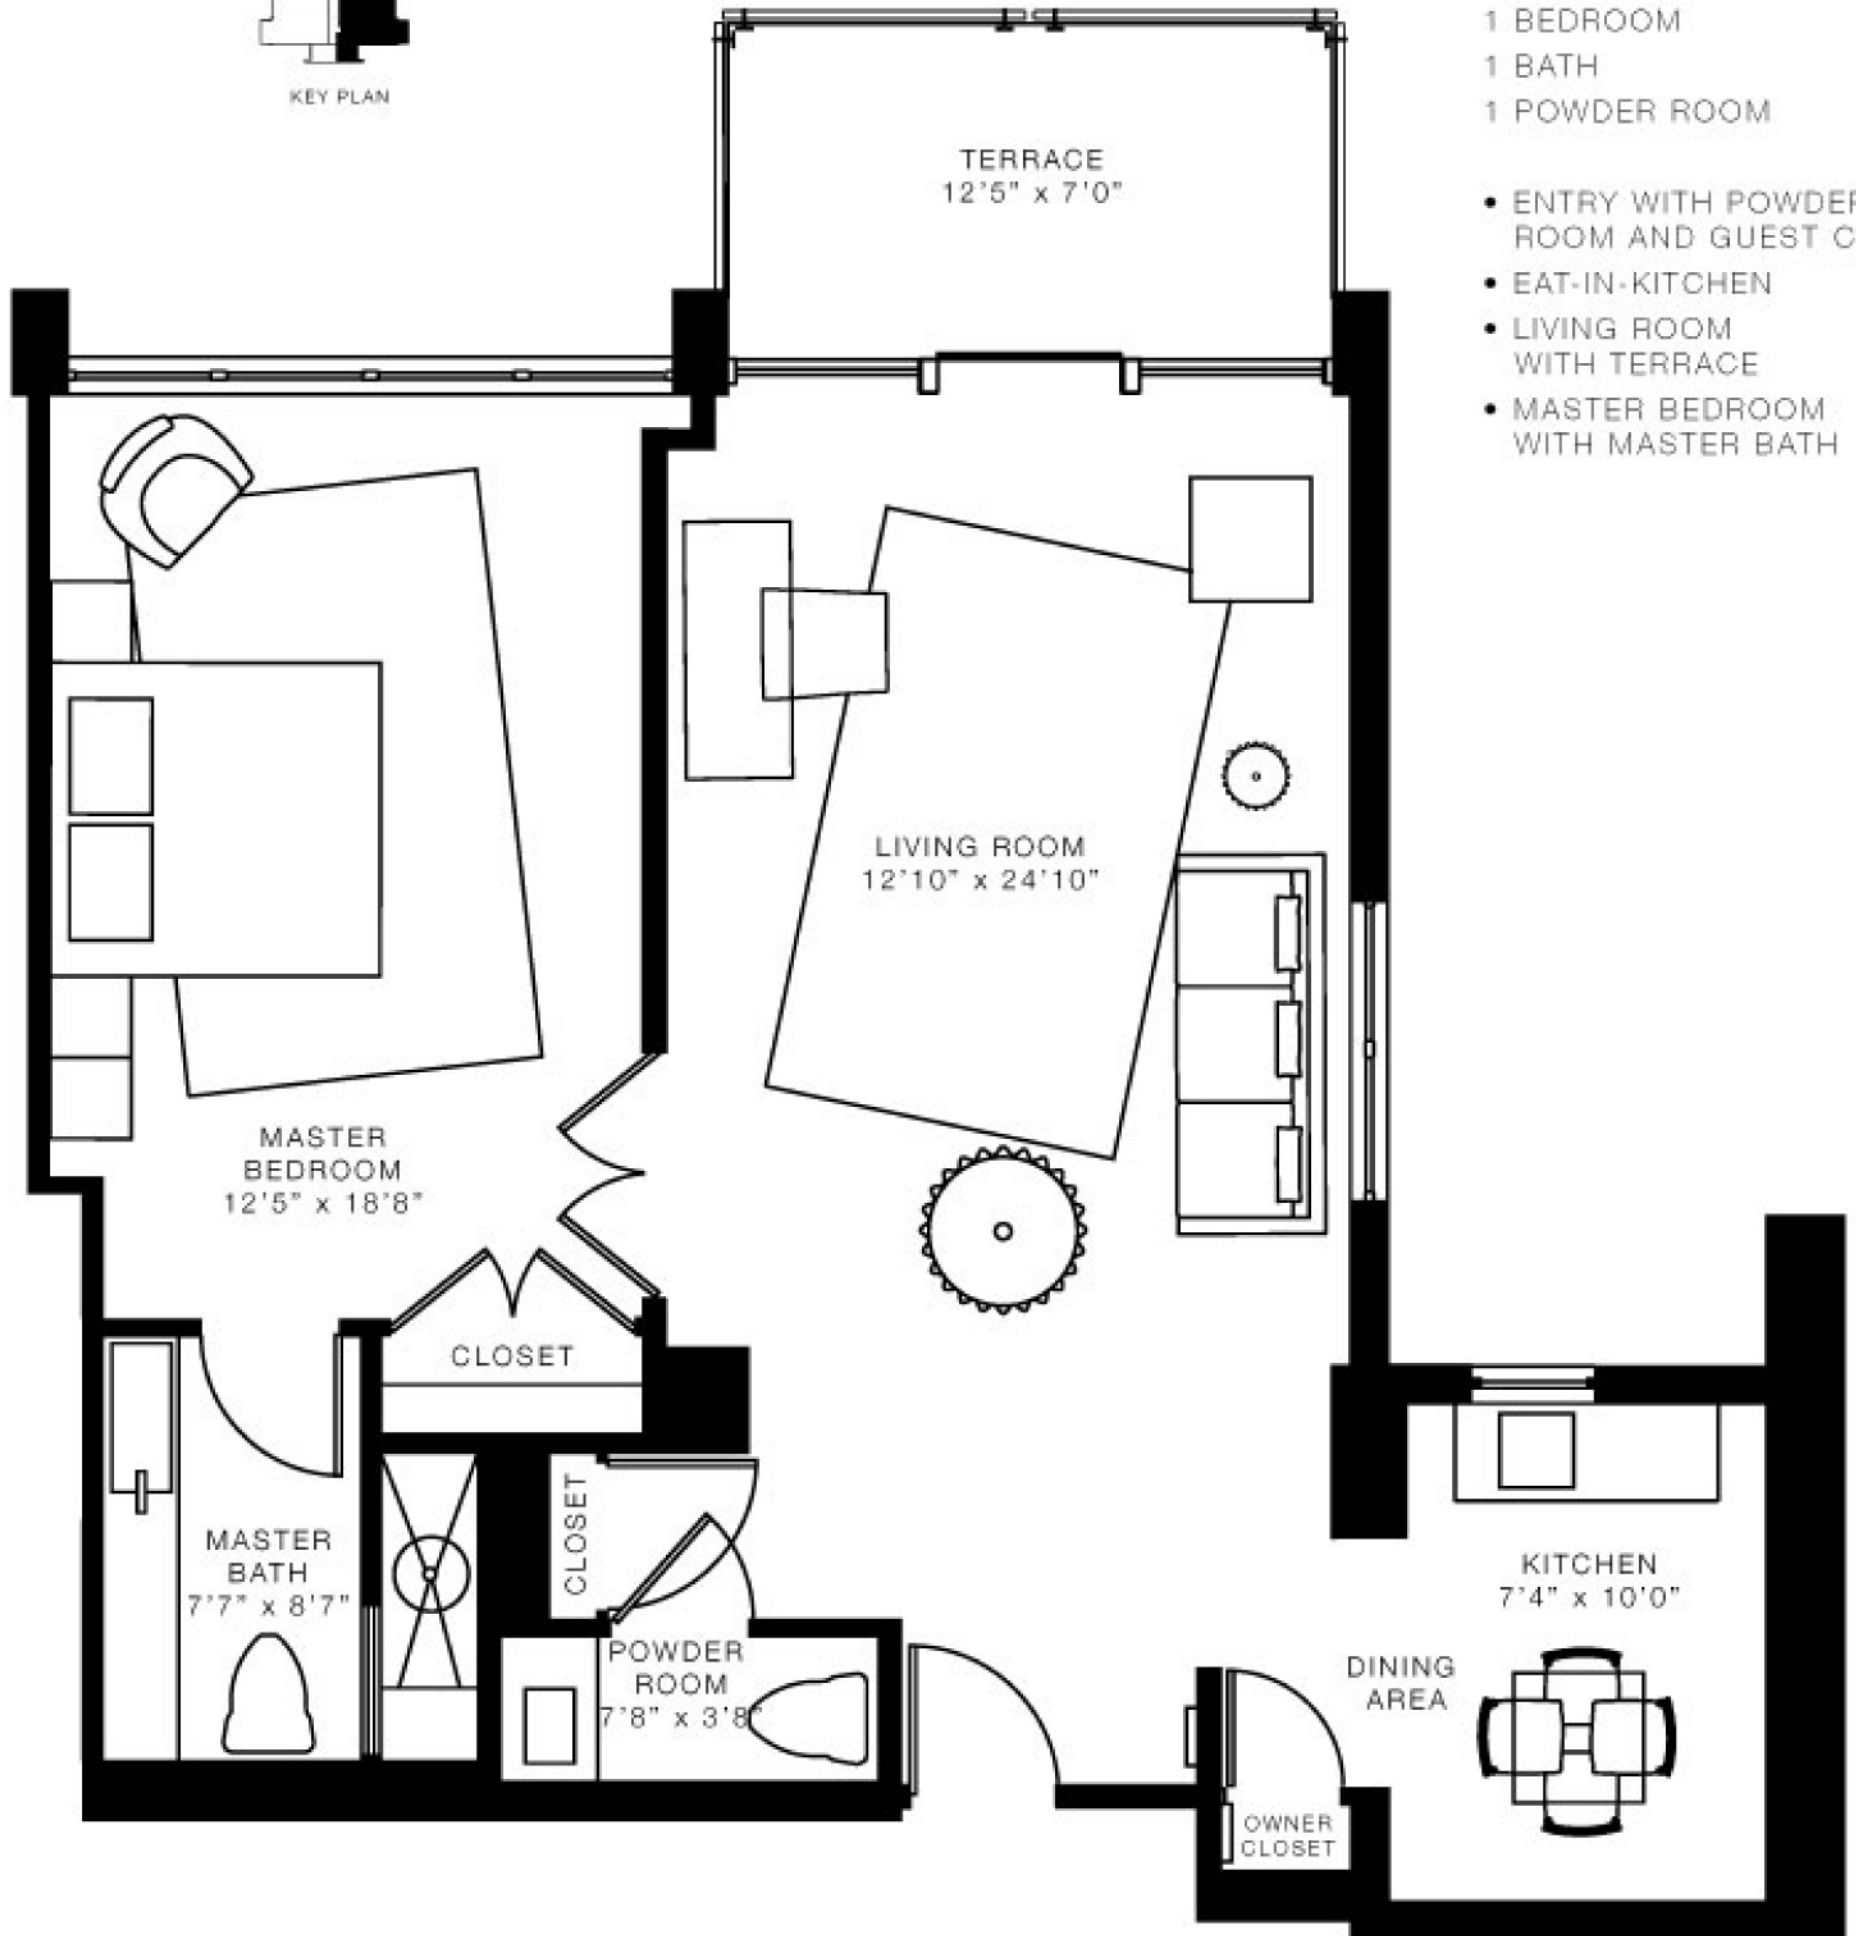 KEY PLAN
1 BEDROOM
1 BATH
1 POWDER ROOM
• ENTRY WITH POWDER
ROOM AND GUEST
• EAT-IN-KITCHEN
• LIVING ROOM
WITH TERRACE
• MASTER BEDROOM
WITH MASTER BATH
TERRACE
12'5" x 7'0"
LIVING ROOM
12'10" x 24'10"
MASTER
BEDROOM
12'5" x 18'8"
CLOSET
CLOSET
MASTER
BATH
7'7" x 8'7"
POWDER
ROOM
7'8" x 3'8"
KITCHEN
7'4" x 10'0"
DINING
AREA
OWNER
CLOSET